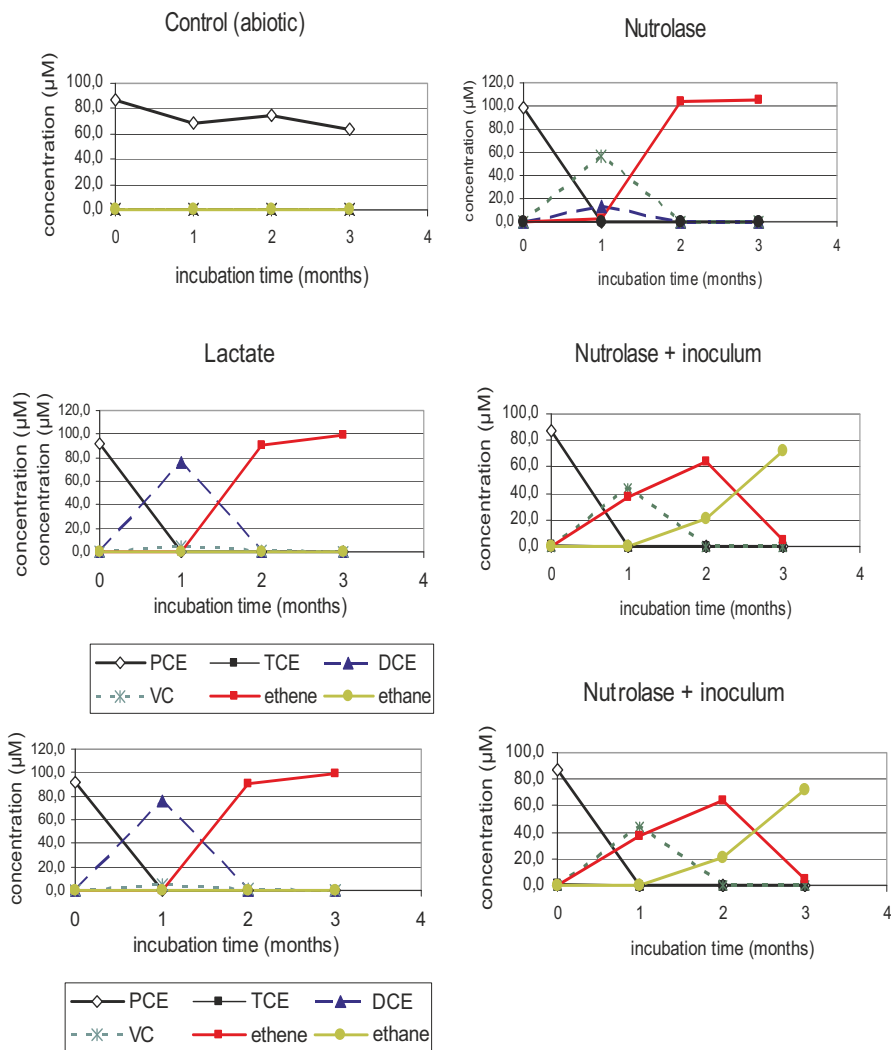 Control (abiotic)
concentration (µM)
100,0
80,0
60,0
40,0
20,0
0,0
0 1 2 3 4
incubation time (months)
Nutrolase
concentration (µM)
120,0
100,0
80,0
60,0
40,0
20,0
0,0
0 1 2 3 4
incubation time (months)
Lactate
concentration (µM)
concentration (µM)
120,0
100,0
80,0
60,0
40,0
20,0
0,0
0 1 2 3 4
incubation time (months)
Nutrolase + inoculum
concentration (µM)
100,0
80,0
60,0
40,0
20,0
0,0
0 1 2 3 4
incubation time (months)
PCE TCE DCE
VC ethene ethane
concentration (µM)
120,0
100,0
80,0
60,0
40,0
20,0
0,0
0 1 2 3 4
incubation time (months)
Nutrolase + inoculum
concentration (µM)
100,0
80,0
60,0
40,0
20,0
0,0
0 1 2 3 4
incubation time (months)
PCE TCE DCE
VC ethene ethane